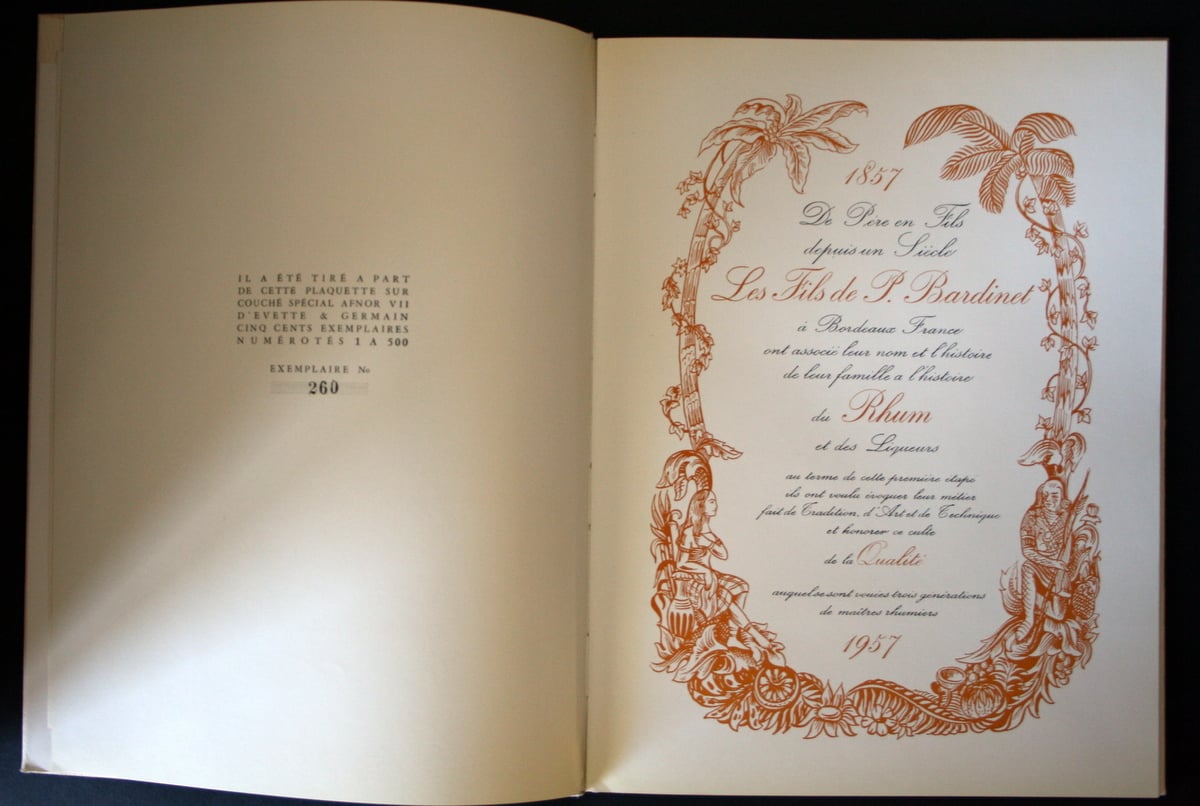 IL A ÉTÉ TIRÉ A PART
DE CETTE PLAQUETTE SUR
COUCHÉ SPÉCIAL AFNOR VII
D'EVETTE & GERMAIN
CINQ CENTS EXEMPLAIRES
NUMÉROTÉS 1 A 500
EXEMPLAIRE No
260
1857
De Père en Fils
depuis un Siècle
Les Fils de P. Bardinet
à Bordeaux France
ont associé leur nom et l'histoire
de leur famille a l'histoire
du Rhum
et des Liqueurs
au terme de cette première étape
ils ont voulu évoquer leur métier
fait de Tradition, d'Art et de Technique
et honorer ce culte
de la Qualité
auquel se sont vouées trois générations
de maîtres rhumiers
1957